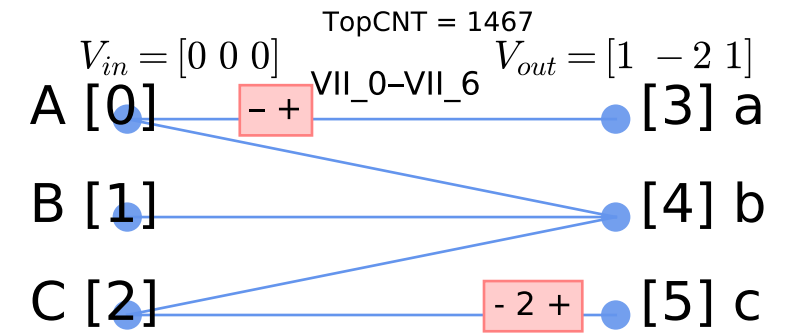 TopCNT = 1467
V_in = [0 0 0]
V_out = [1 −2 1]
VII_0–VII_6
A [0]
– +
[3] a
B [1]
[4] b
C [2]
- 2 +
[5] c